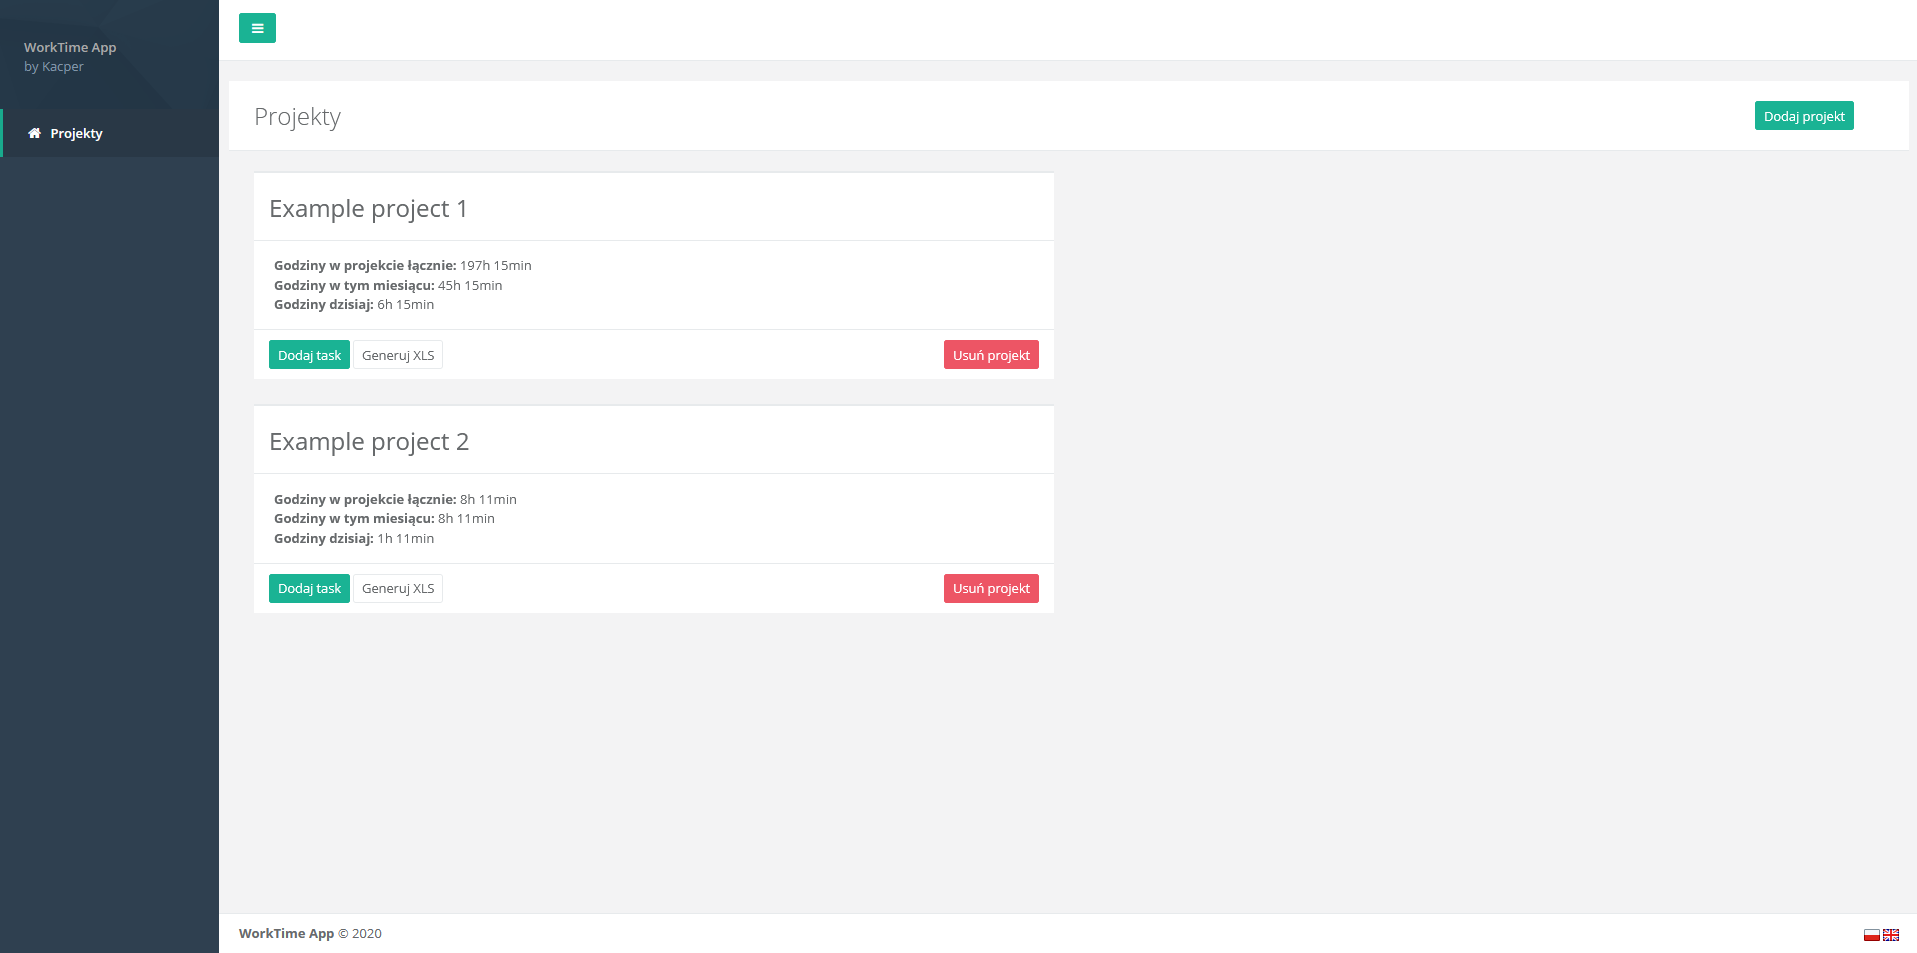 WorkTime App
by Kacper
Projekty
Projekty
Dodaj projekt
Example project 1
Godziny w projekcie łącznie: 197h 15min
Godziny w tym miesiącu: 45h 15min
Godziny dzisiaj: 6h 15min
Dodaj task Generuj XLS Usuń projekt
Example project 2
Godziny w projekcie łącznie: 8h 11min
Godziny w tym miesiącu: 8h 11min
Godziny dzisiaj: 1h 11min
Dodaj task Generuj XLS Usuń projekt
WorkTime App © 2020